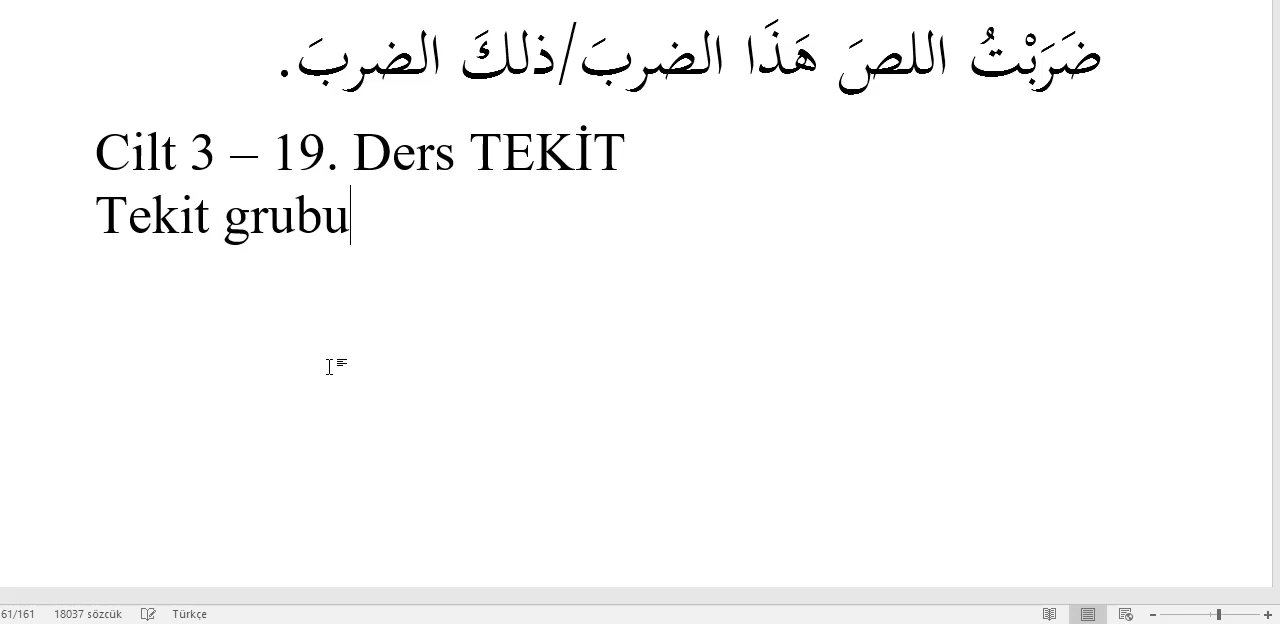 ضَرَبْتُ اللصَ هَذَا الضربَ/ذلكَ الضربَ.
Cilt 3 – 19. Ders TEKİT
Tekit grubu
61/161 18037 sözcük Türkçe